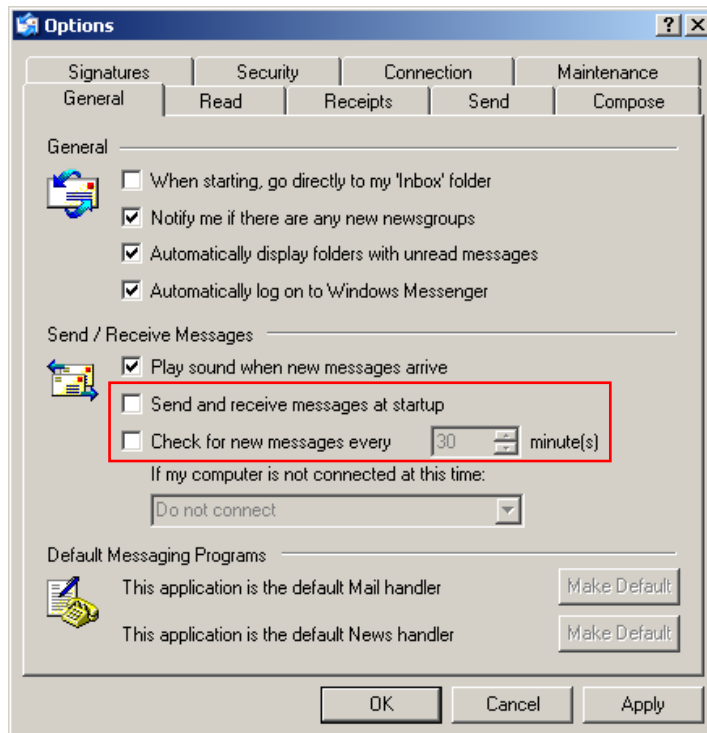 Options
Signatures Security Connection Maintenance
General Read Receipts Send Compose
General
When starting, go directly to my 'Inbox' folder
Notify me if there are any new newsgroups
Automatically display folders with unread messages
Automatically log on to Windows Messenger
Send / Receive Messages
Play sound when new messages arrive
Send and receive messages at startup
Check for new messages every 30 minute(s)
If my computer is not connected at this time:
Do not connect
Default Messaging Programs
This application is the default Mail handler Make Default
This application is the default News handler Make Default
OK Cancel Apply